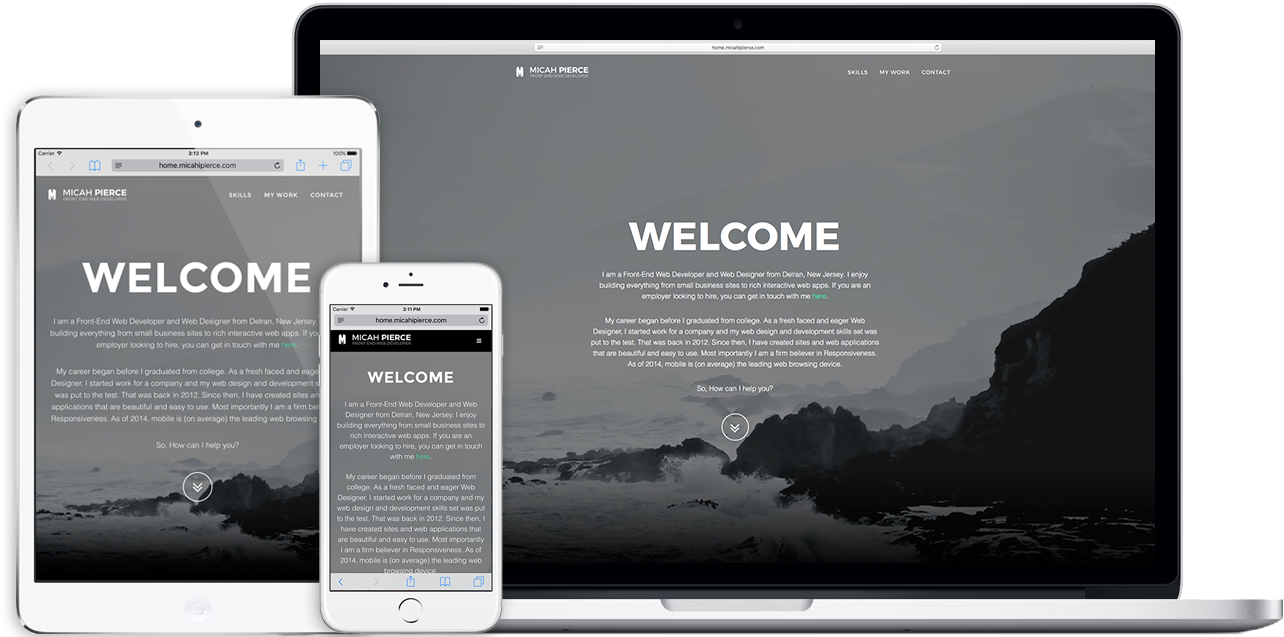 home.micahpierce.com
MICAH PIERCE
FRONT END WEB DEVELOPER
SKILLS MY WORK CONTACT
WELCOME
I am a Front-End Web Developer and Web Designer from Delran, New Jersey. I enjoy
building everything from small business sites to rich interactive web apps. If you are an
employer looking to hire, you can get in touch with me here.
My career began before I graduated from college. As a fresh faced and eager Web
Designer, I started work for a company and my web design and development skills set was
put to the test. That was back in 2012. Since then, I have created sites and web applications
that are beautiful and easy to use. Most importantly I am a firm believer in Responsiveness.
As of 2014, mobile is (on average) the leading web browsing device.
So, How can I help you?
Carrier 3:13 PM 100%
home.micahpierce.com
MICAH PIERCE
FRONT END WEB DEVELOPER
SKILLS MY WORK CONTACT
WELCOME
I am a Front-End Web Developer and Web Designer from Delran, New Jersey.
building everything from small business sites to rich interactive web apps. If you
employer looking to hire, you can get in touch with me here.
My career began before I graduated from college. As a fresh faced and eage
Designer, I started work for a company and my web design and development s
was put to the test. That was back in 2012. Since then, I have created sites an
applications that are beautiful and easy to use. Most importantly I am a firm bel
Responsiveness. As of 2014, mobile is (on average) the leading web browsing
So, How can I help you?
Carrier 3:11 PM
home.micahpierce.com
MICAH PIERCE
FRONT END WEB DEVELOPER
WELCOME
I am a Front-End Web Developer and Web
Designer from Delran, New Jersey. I enjoy
building everything from small business sites to
rich interactive web apps. If you are an
employer looking to hire, you can get in touch
with me here.
My career began before I graduated from
college. As a fresh faced and eager Web
Designer, I started work for a company and my
web design and development skills set was put
to the test. That was back in 2012. Since then, I
have created sites and web applications that
are beautiful and easy to use. Most importantly
I am a firm believer in Responsiveness. As of
2014, mobile is (on average) the leading web
browsing device.